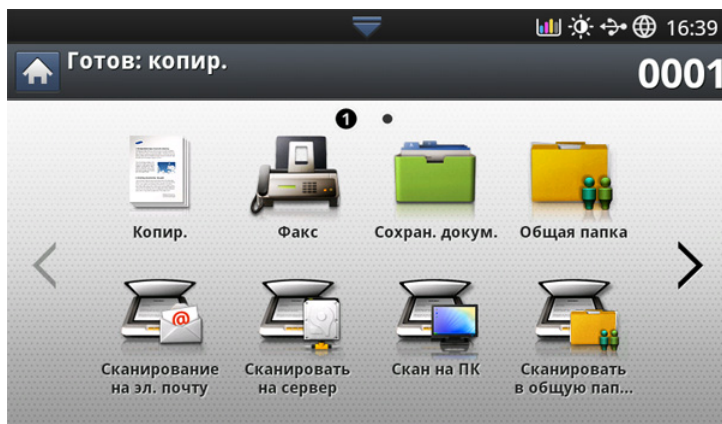 16:39
Готов: копир.
0001
1
Копир.
Факс
Сохран. докум.
Общая папка
Сканирование
на эл. почту
Сканировать
на сервер
Скан на ПК
Сканировать
в общую пап...